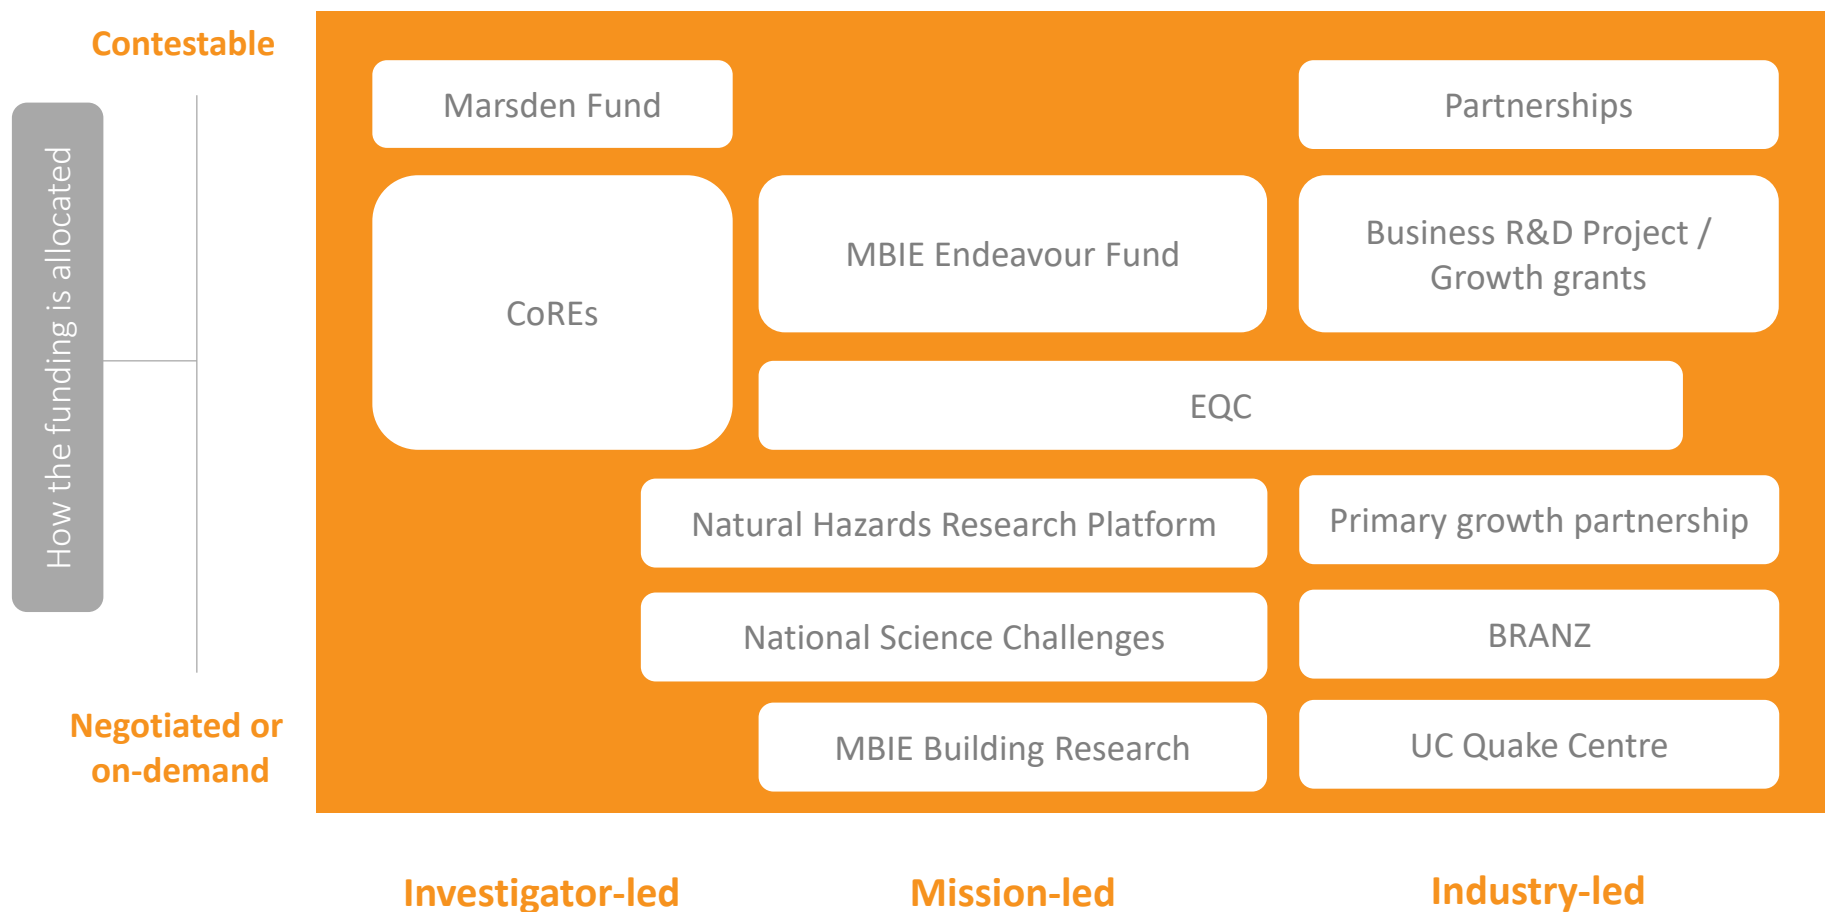 Contestable
How the funding is allocated
Negotiated or
on-demand
Marsden Fund
Partnerships
CoREs
MBIE Endeavour Fund
Business R&D Project /
Growth grants
EQC
Natural Hazards Research Platform
Primary growth partnership
National Science Challenges
BRANZ
MBIE Building Research
UC Quake Centre
Investigator-led
Mission-led
Industry-led